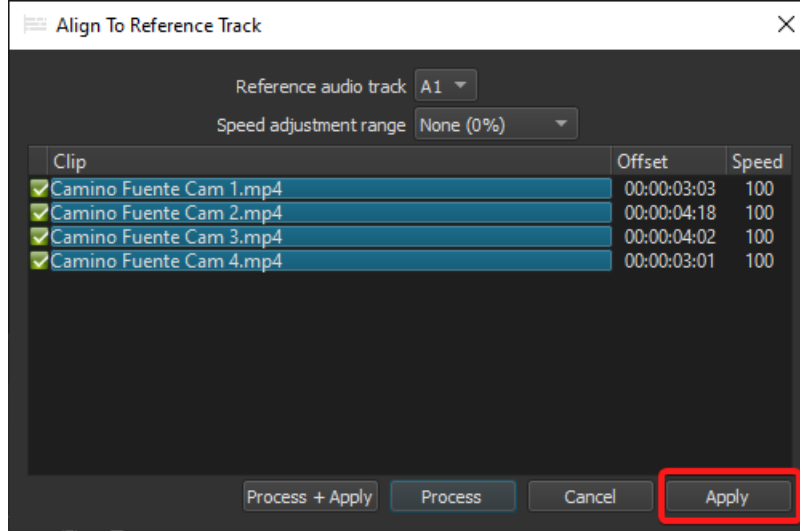 Align To Reference Track
Reference audio track A1
Speed adjustment range None (0%)
Clip Offset Speed
Camino Fuente Cam 1.mp4 00:00:03:03 100
Camino Fuente Cam 2.mp4 00:00:04:18 100
Camino Fuente Cam 3.mp4 00:00:04:02 100
Camino Fuente Cam 4.mp4 00:00:03:01 100
Process + Apply Process Cancel Apply